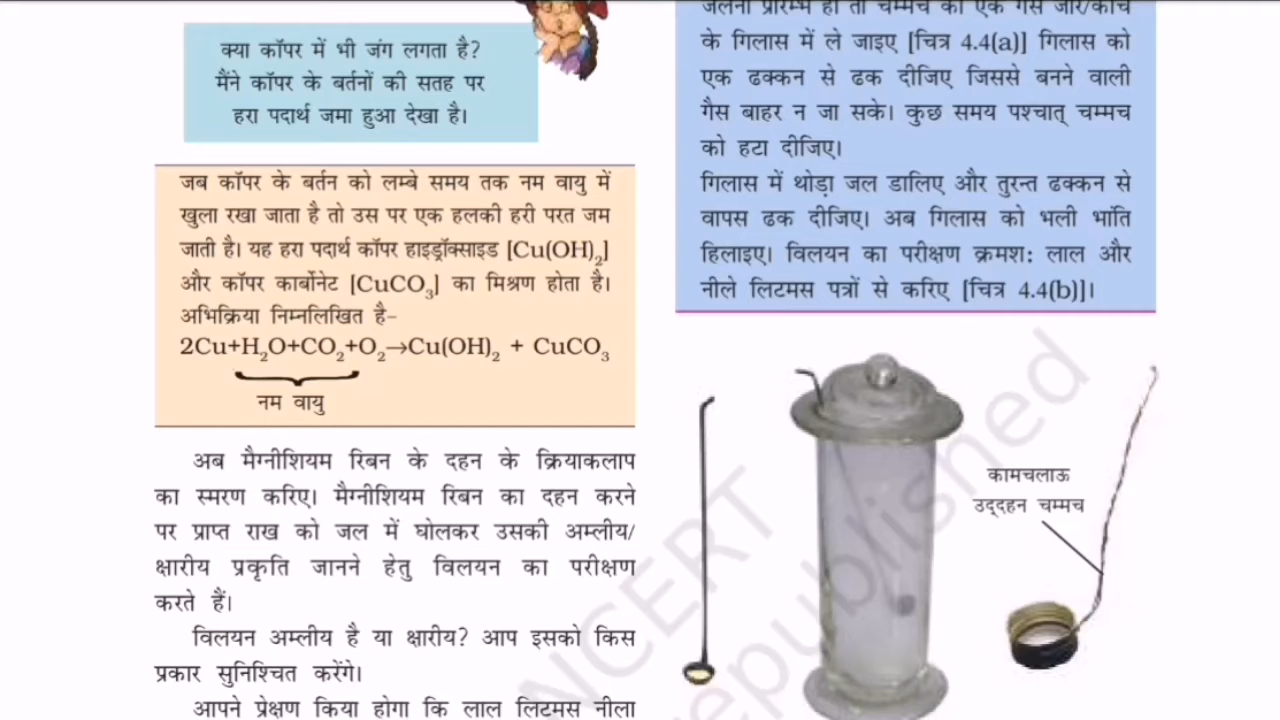 क्या कॉपर में भी जंग लगता है?
मैंने कॉपर के बर्तनों की सतह पर
हरा पदार्थ जमा हुआ देखा है।
जब कॉपर के बर्तन को लम्बे समय तक नम वायु में
खुला रखा जाता है तो उस पर एक हलकी हरी परत जम
जाती है। यह हरा पदार्थ कॉपर हाइड्रॉक्साइड [Cu(OH)₂]
और कॉपर कार्बोनेट [CuCO₃] का मिश्रण होता है।
अभिक्रिया निम्नलिखित है–
2Cu+H₂O+CO₂+O₂→Cu(OH)₂ + CuCO₃
नम वायु
अब मैग्नीशियम रिबन के दहन के क्रियाकलाप
का स्मरण करिए। मैग्नीशियम रिबन का दहन करने
पर प्राप्त राख को जल में घोलकर उसकी अम्लीय/
क्षारीय प्रकृति जानने हेतु विलयन का परीक्षण
करते हैं।
विलयन अम्लीय है या क्षारीय? आप इसको किस
प्रकार सुनिश्चित करेंगे।
आपने प्रेक्षण किया होगा कि लाल लिटमस नीला
जलना प्रारम्भ हो तो चम्मच को एक गैस जार/काँच
के गिलास में ले जाइए [चित्र 4.4(a)] गिलास को
एक ढक्कन से ढक दीजिए जिससे बनने वाली
गैस बाहर न जा सके। कुछ समय पश्चात् चम्मच
को हटा दीजिए।
गिलास में थोड़ा जल डालिए और तुरन्त ढक्कन से
वापस ढक दीजिए। अब गिलास को भली भांति
हिलाइए। विलयन का परीक्षण क्रमश: लाल और
नीले लिटमस पत्रों से करिए [चित्र 4.4(b)]।
कामचलाऊ
उद्दहन चम्मच
NCERT
republished